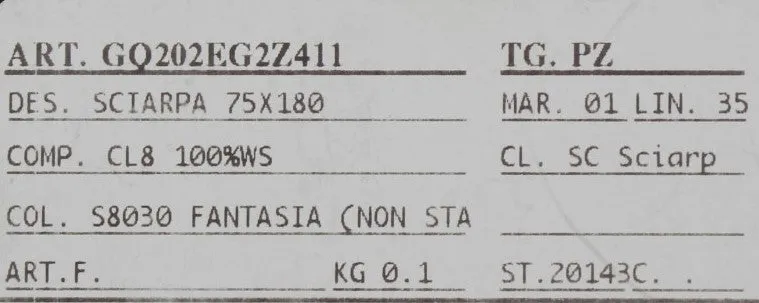 ART. GQ202EG2Z411 TG. PZ
DES. SCIARPA 75X180 MAR. 01 LIN. 35
COMP. CL8 100%WS CL. SC Sciarp
COL. S8030 FANTASIA (NON STA
ART.F. KG 0.1 ST.20143C. .